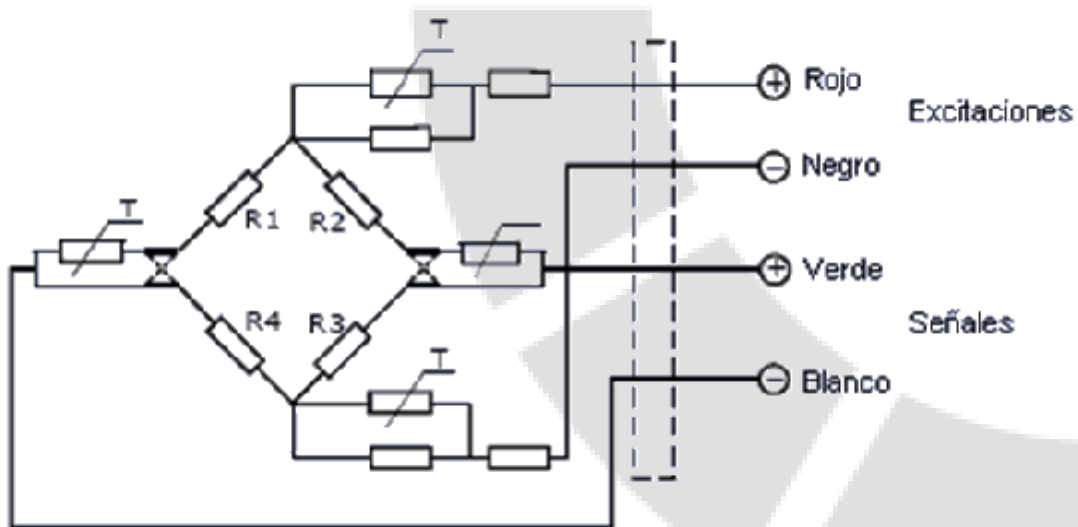 T
Rojo
Excitaciones
Negro
R1
R2
T
Verde
R4
R3
Señales
T
Blanco